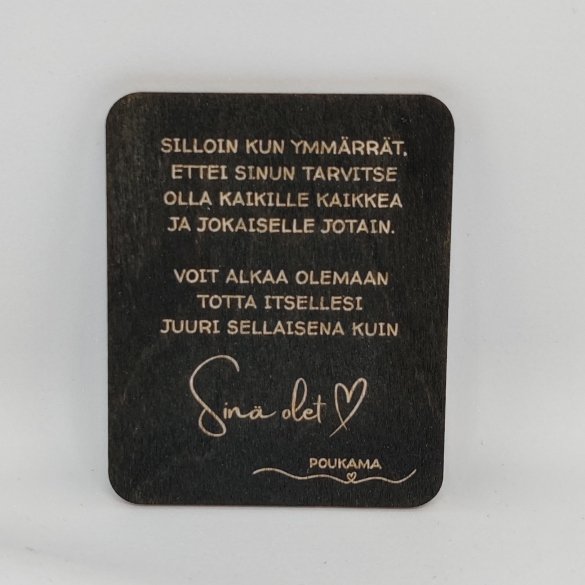 SILLOIN KUN YMMÄRRÄT,
ETTEI SINUN TARVITSE
OLLA KAIKILLE KAIKKEA
JA JOKAISELLE JOTAIN.
VOIT ALKAA OLEMAAN
TOTTA ITSELLESI
JUURI SELLAISENA KUIN
Sinä olet
POUKAMA